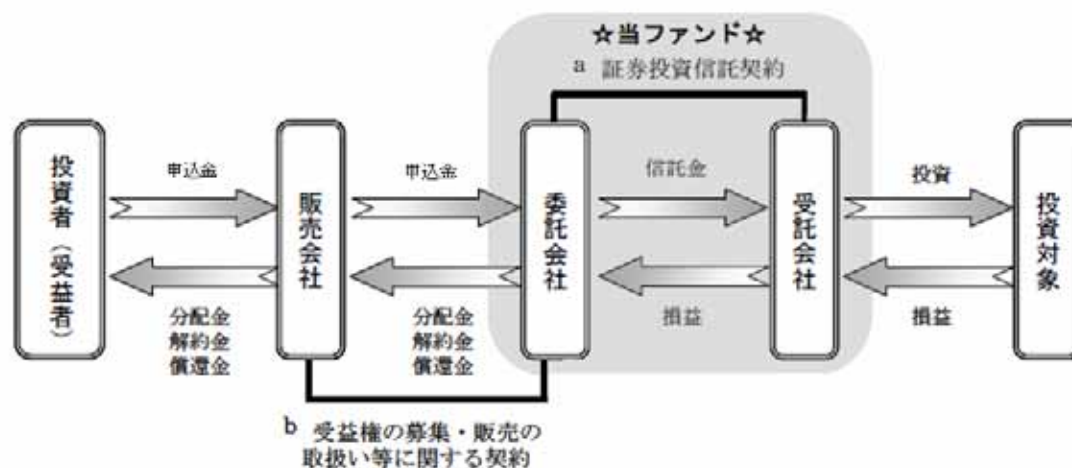 ☆当ファンド☆
a 証券投資信託契約
投資者（受益者）
申込金
分配金
解約金
償還金
販売会社
申込金
分配金
解約金
償還金
委託会社
信託金
損益
受託会社
投資
損益
投資対象
b 受益権の募集・販売の
取扱い等に関する契約